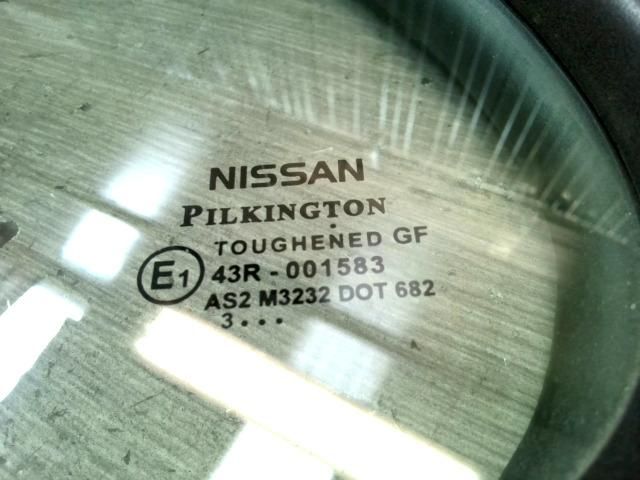 NISSAN
PILKINGTON
TOUGHENED GF
E1 43R - 001583
AS2 M3232 DOT 682
3...